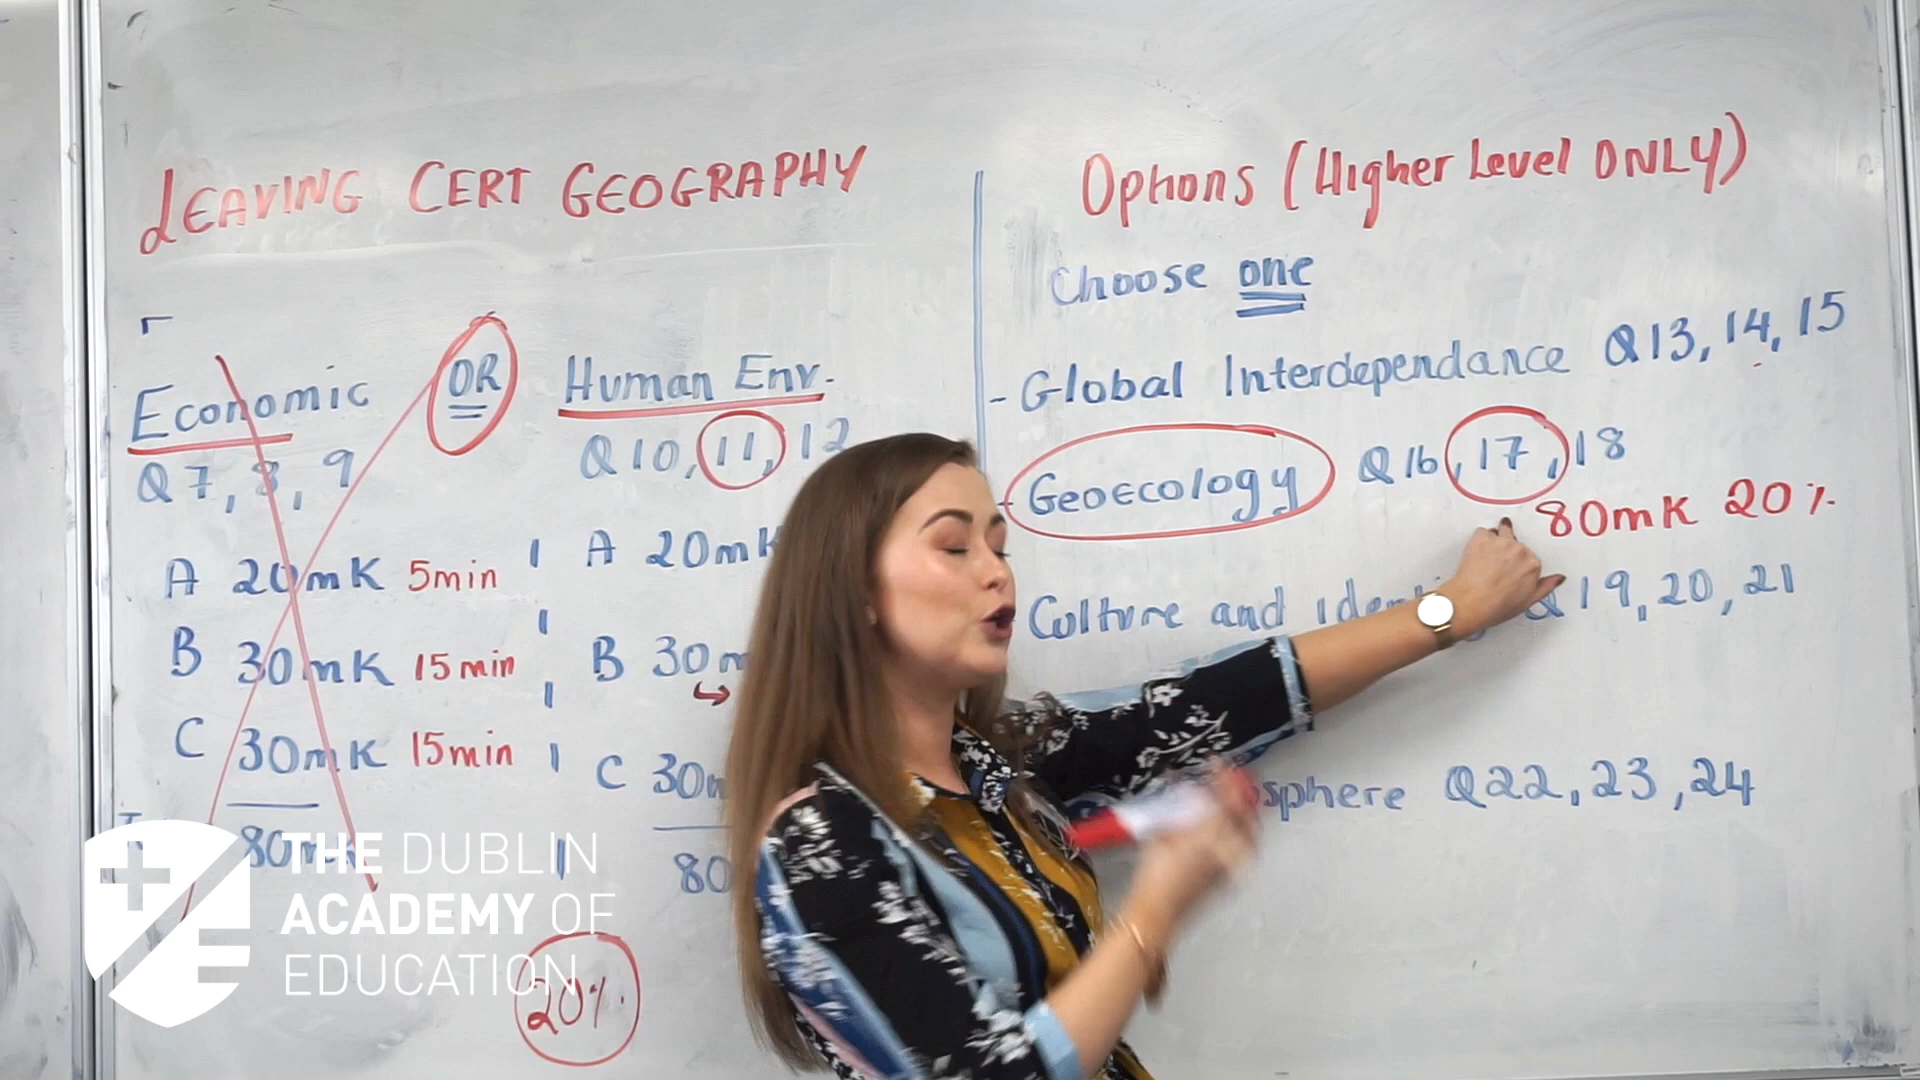 LEAVING CERT GEOGRAPHY
Economic OR Human Env.
Q7, 8, 9
Q10, 11, 12
A 20mk 5min
A 20mk
B 30mk 15min
B 30m
C 30mk 15min
C 30m
80mk
80
20%
Options (Higher Level ONLY)
Choose one
- Global Interdependance Q13, 14, 15
- Geoecology Q16, 17, 18
80mk 20%
Culture and Q19, 20, 21
osphere Q22, 23, 24
THE DUBLIN
ACADEMY OF
EDUCATION